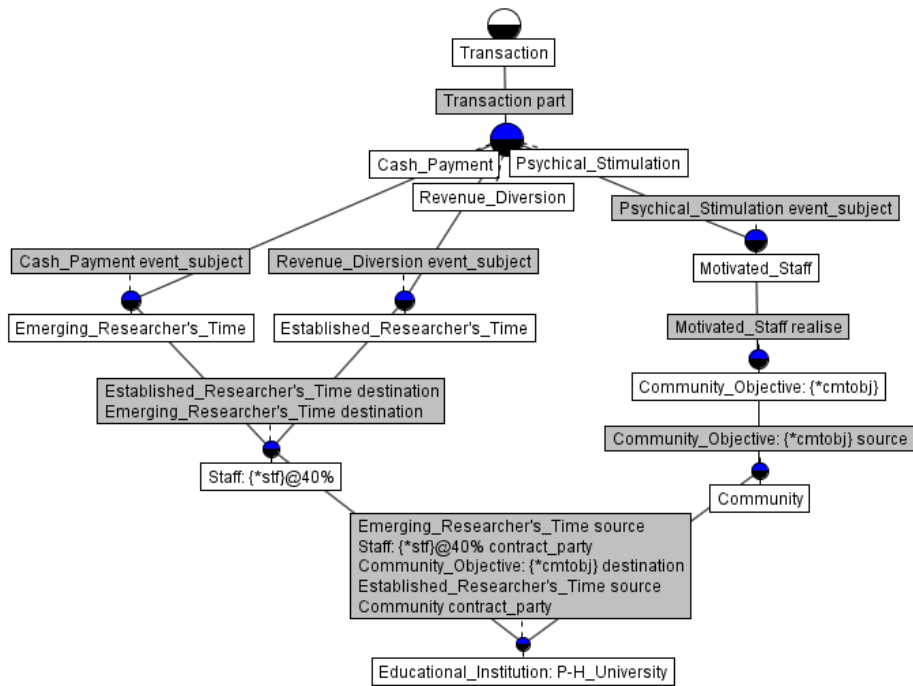 Transaction
Transaction part
Cash_Payment
Psychical_Stimulation
Revenue_Diversion
Psychical_Stimulation event_subject
Cash_Payment event_subject
Revenue_Diversion event_subject
Motivated_Staff
Emerging_Researcher's_Time
Established_Researcher's_Time
Motivated_Staff realise
Community_Objective: {*cmtobj}
Established_Researcher's_Time destination
Emerging_Researcher's_Time destination
Community_Objective: {*cmtobj} source
Staff: {*stf}@40%
Community
Emerging_Researcher's_Time source
Staff: {*stf}@40% contract_party
Community_Objective: {*cmtobj} destination
Established_Researcher's_Time source
Community contract_party
Educational_Institution: P-H_University